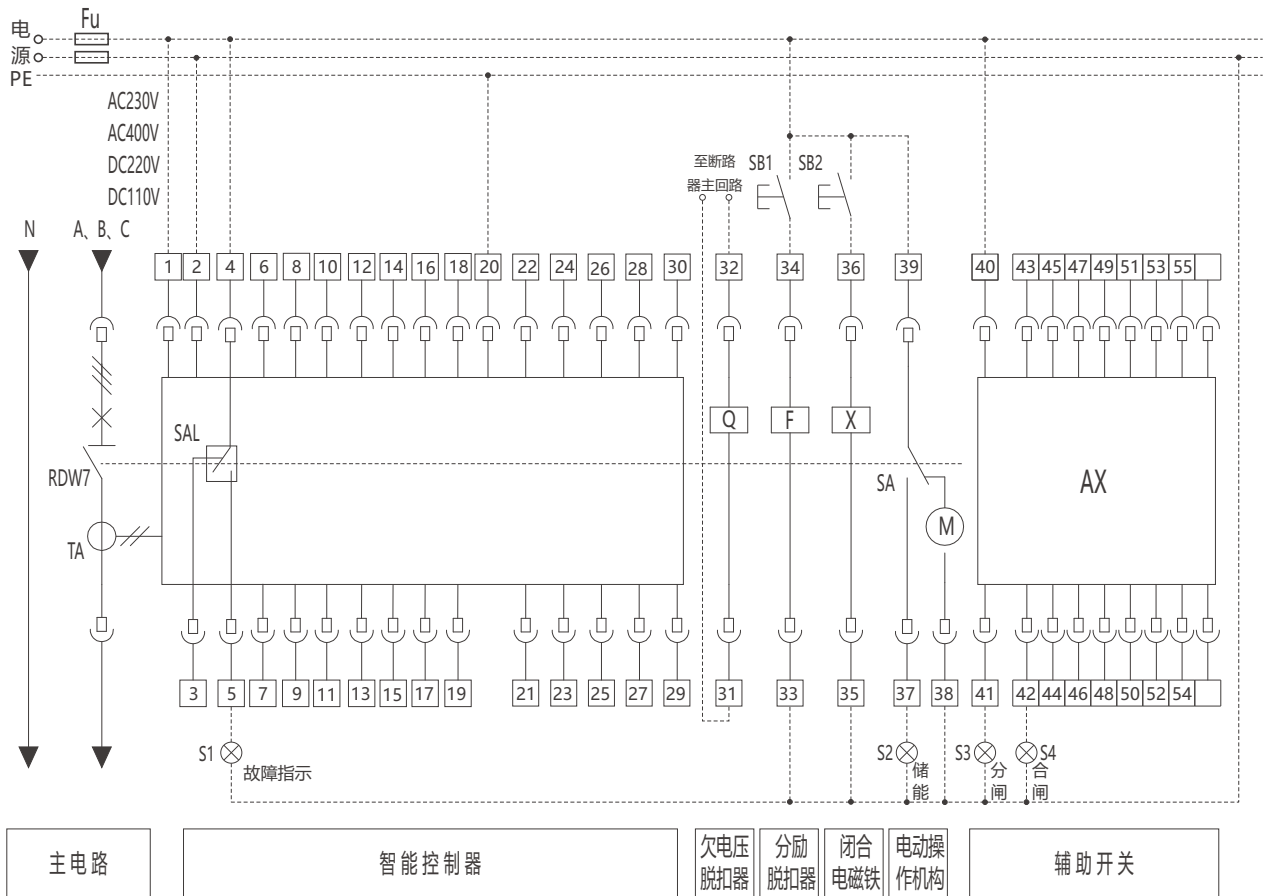 电 Fu
源
PE
AC230V
AC400V
DC220V
DC110V
至断路 SB1 SB2
器主回路
N A、B、C
1 2 4 6 8 10 12 14 16 18 20 22 24 26 28 30 32 34 36 39 40 43 45 47 49 51 53 55
Q F X
SAL
RDW7 SA AX
M
TA
3 5 7 9 11 13 15 17 19 21 23 25 27 29 31 33 35 37 38 41 42 44 46 48 50 52 54
S1 S2 S3 S4
故障指示 储 分 合
能 闸 闸
主电路 智能控制器 欠电压 分励 闭合 电动操 辅助开关
脱扣器 脱扣器 电磁铁 作机构